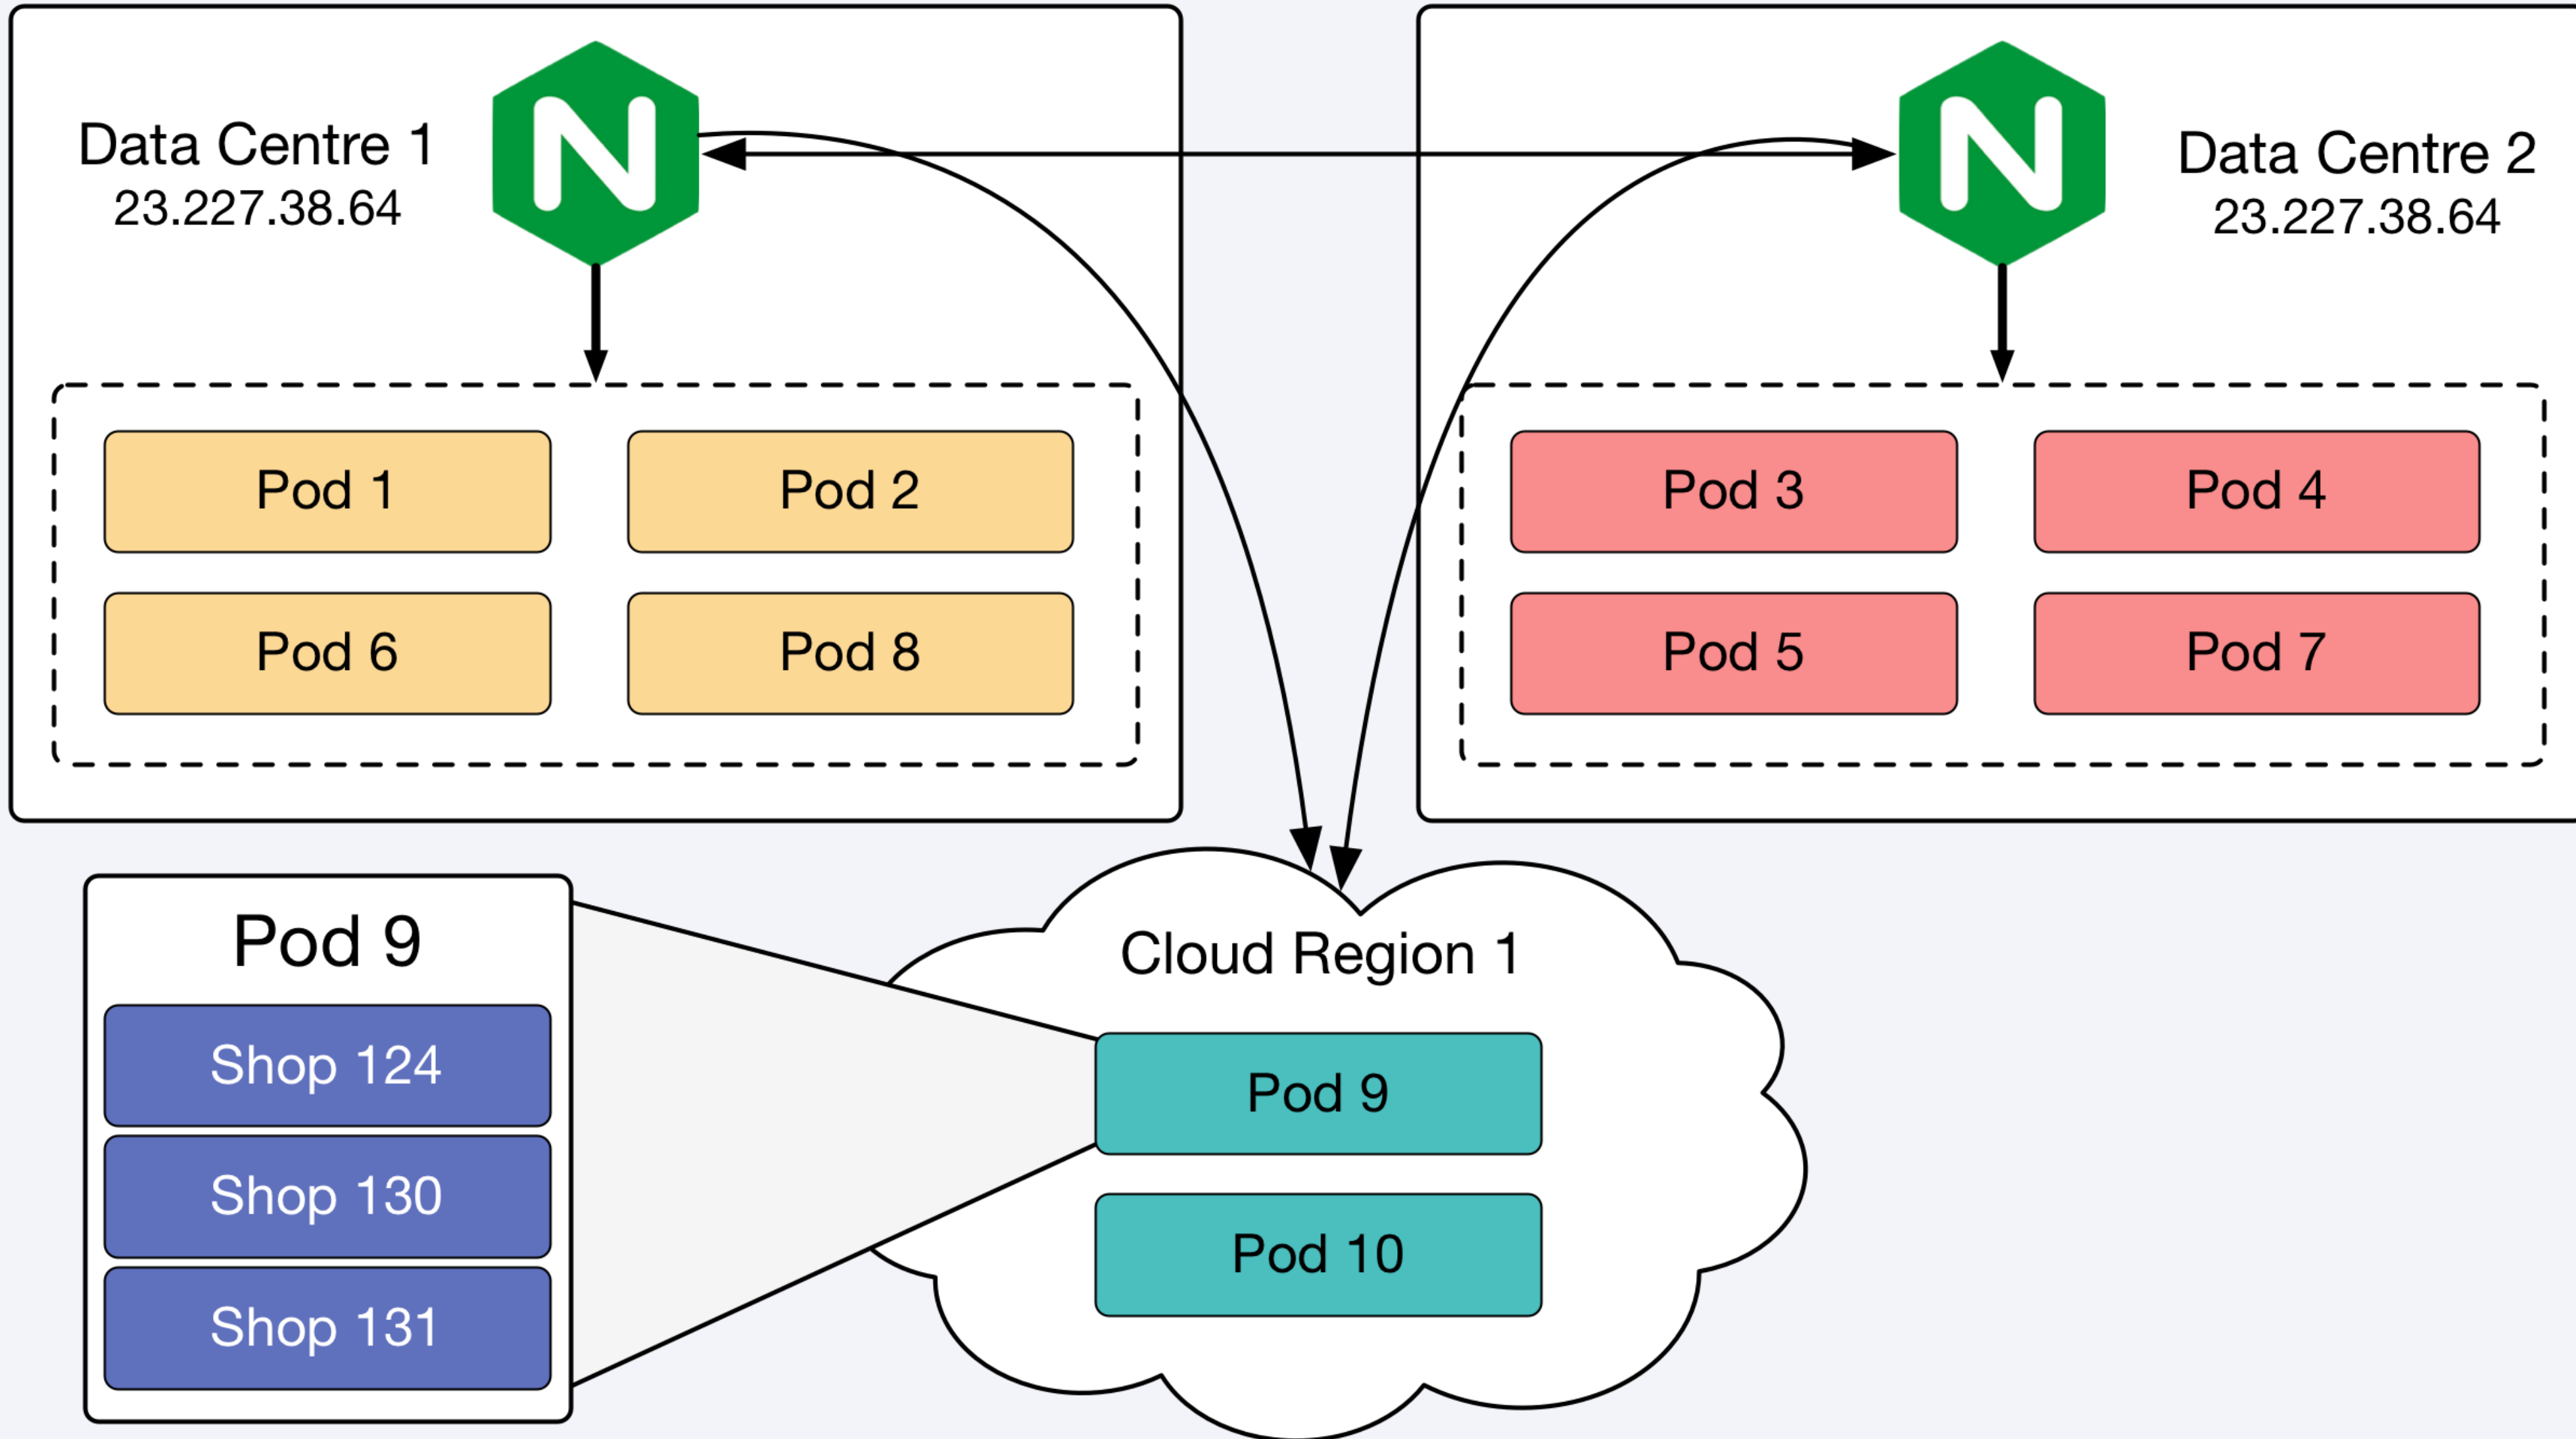 Data Centre 1
23.227.38.64
N
Data Centre 2
23.227.38.64
N
Pod 1
Pod 2
Pod 6
Pod 8
Pod 3
Pod 4
Pod 5
Pod 7
Pod 9
Shop 124
Shop 130
Shop 131
Cloud Region 1
Pod 9
Pod 10